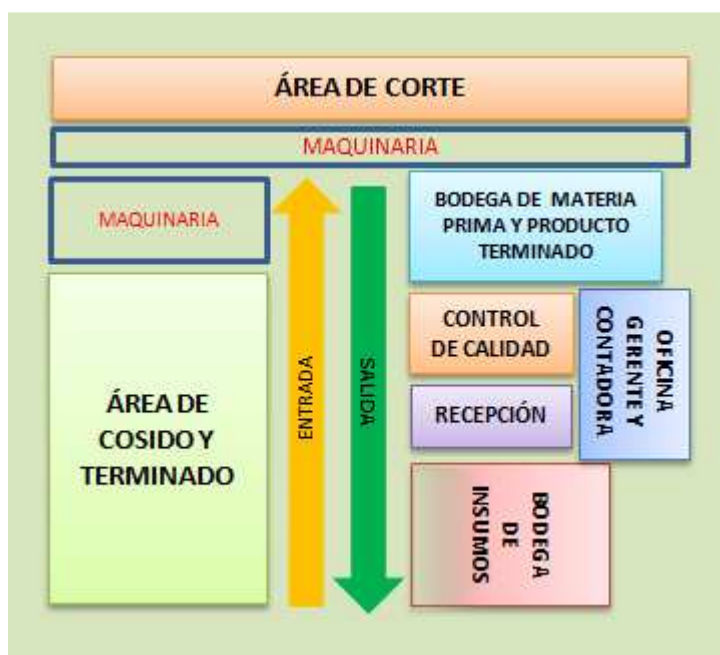 ÁREA DE CORTE
MAQUINARIA
MAQUINARIA
ÁREA DE
COSIDO Y
TERMINADO
ENTRADA
SALIDA
BODEGA DE MATERIA
PRIMA Y PRODUCTO
TERMINADO
CONTROL
DE CALIDAD
OFICINA
GERENTE Y
CONTADORA
RECEPCIÓN
BODEGA
DE
INSUMOS